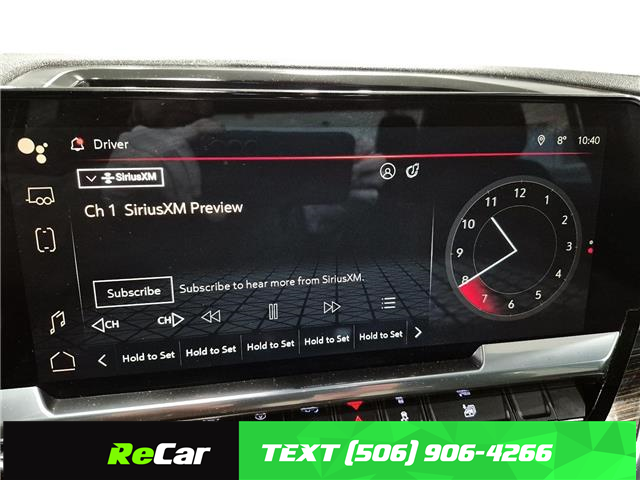 Driver
8° 10:40
SiriusXM
Ch 1 SiriusXM Preview
Subscribe Subscribe to hear more from SiriusXM.
CH CH
Hold to Set Hold to Set Hold to Set Hold to Set Hold to Set
12
1
2
3
4
5
6
7
8
9
10
11
ReCar TEXT (506) 906-4266